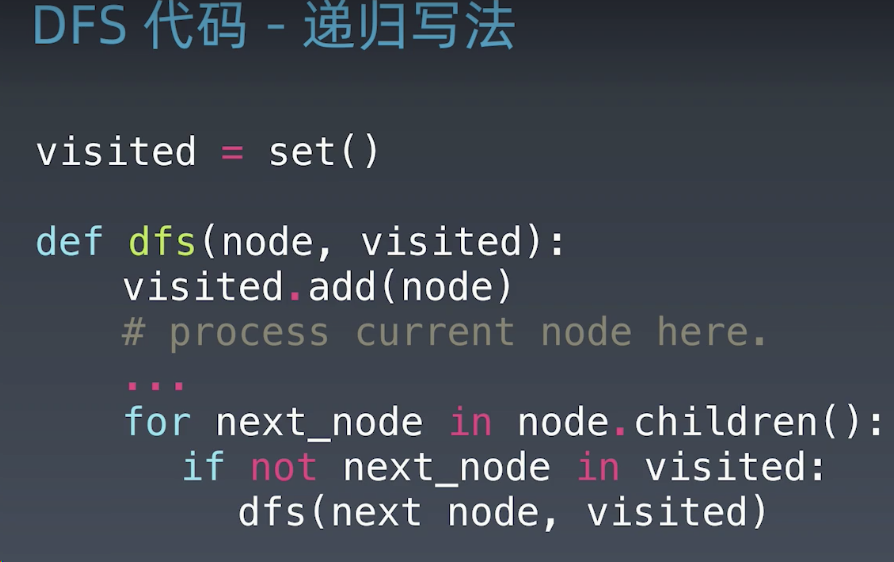 DFS 代码 - 递归写法
visited = set()
def dfs(node, visited):
visited.add(node)
# process current node here.
...
for next_node in node.children():
if not next_node in visited:
dfs(next node, visited)